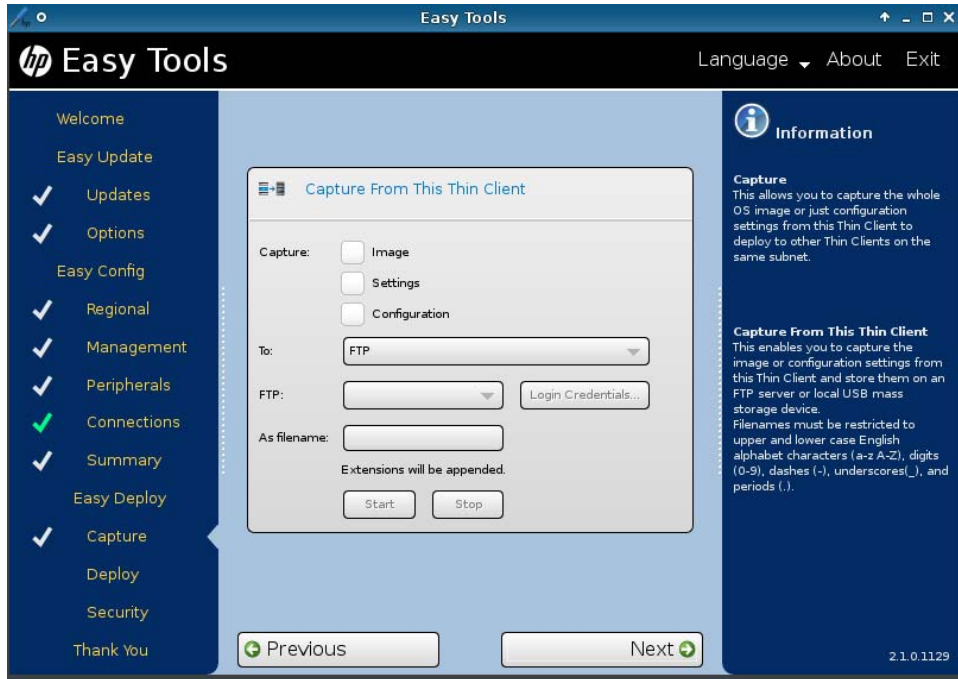 Easy Tools
hp Easy Tools
Language About Exit
Welcome
Easy Update
Updates
Options
Easy Config
Regional
Management
Peripherals
Connections
Summary
Easy Deploy
Capture
Deploy
Security
Thank You
Capture From This Thin Client
Capture: Image
Settings
Configuration
To: FTP
FTP: Login Credentials...
As filename:
Extensions will be appended.
Start Stop
Previous Next
Information
Capture
This allows you to capture the whole
OS image or just configuration
settings from this Thin Client to
deploy to other Thin Clients on the
same subnet.
Capture From This Thin Client
This enables you to capture the
image or configuration settings from
this Thin Client and store them on an
FTP server or local USB mass
storage device.
Filenames must be restricted to
upper and lower case English
alphabet characters (a-z A-Z), digits
(0-9), dashes (-), underscores(_), and
periods (.).
2.1.0.1129